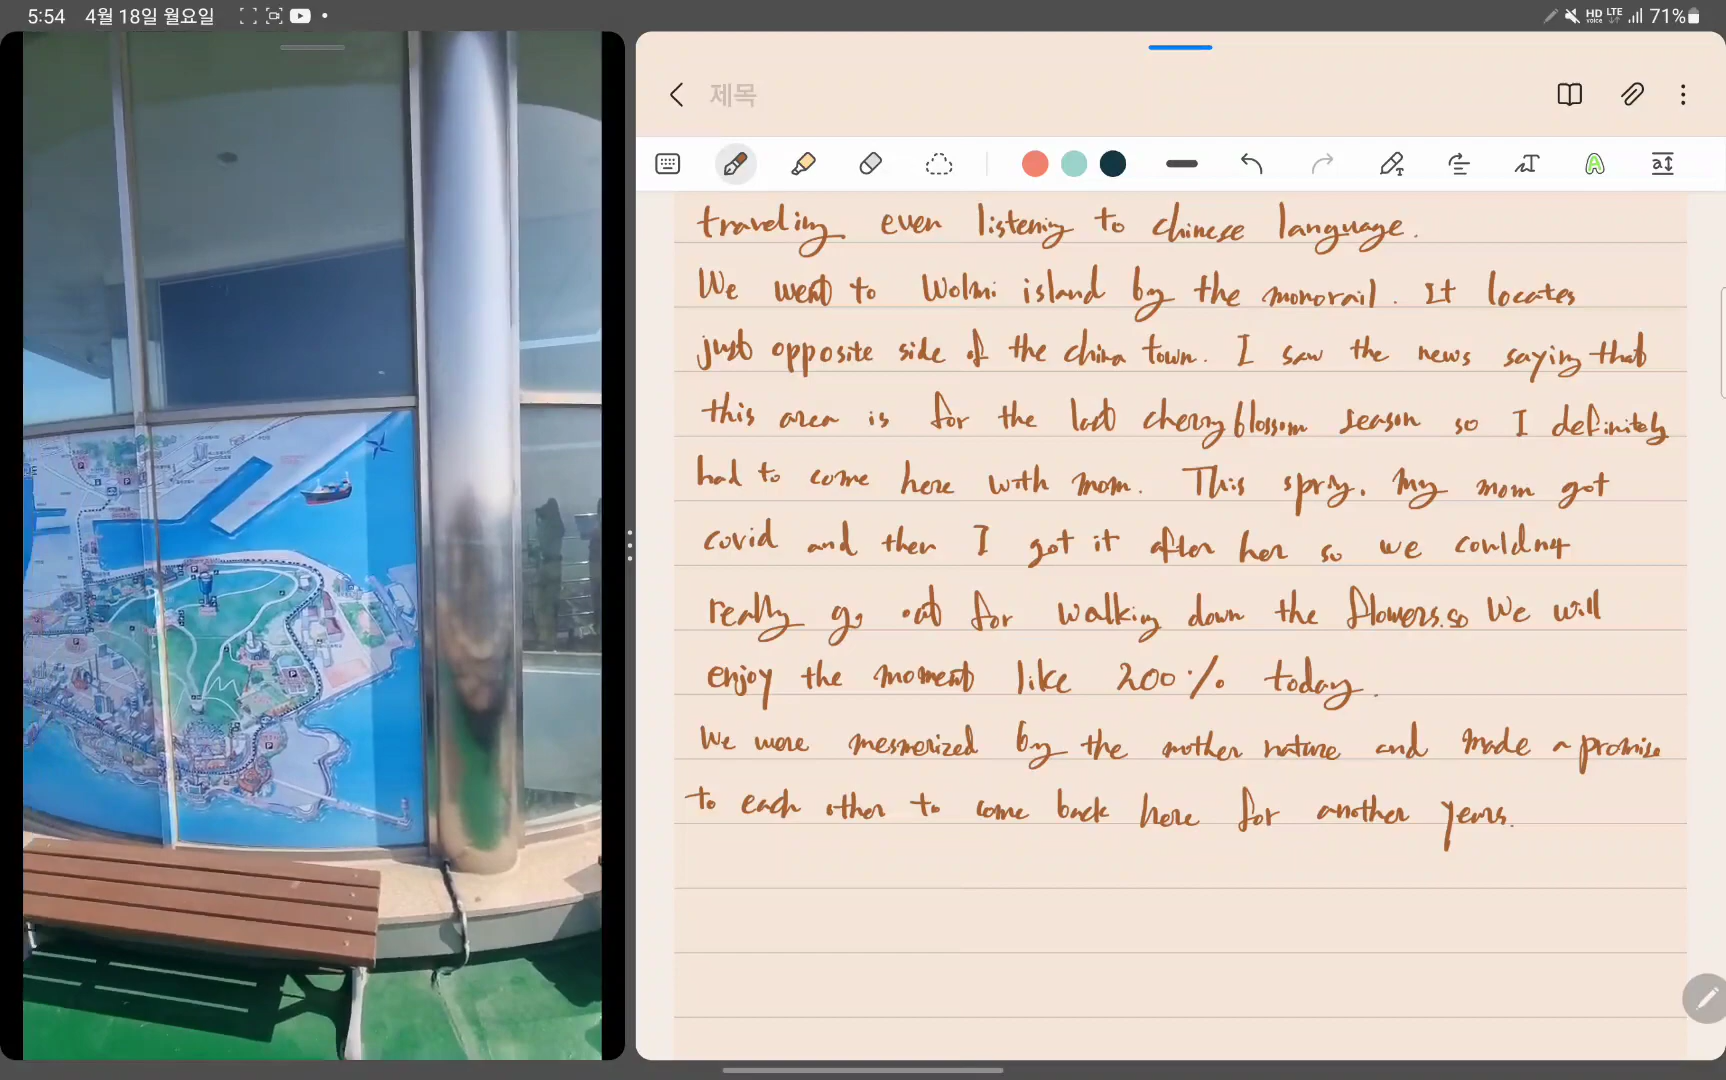 5:54 4월 18일 월요일
HD voice LTE 71%
제목
traveling even listening to chinese language.
We went to Wolmi island by the monorail. It locates
just opposite side of the china town. I saw the news saying that
this area is for the last cherry blossom season so I definitely
had to come here with mom. This spriy. My mom got
covid and then I got it after her so we couldn't
really go out for walking down the flowers. so We will
enjoy the moment like 200% today.
We were mesmerized by the mother nature and made a promise
to each other to come back here for another years.